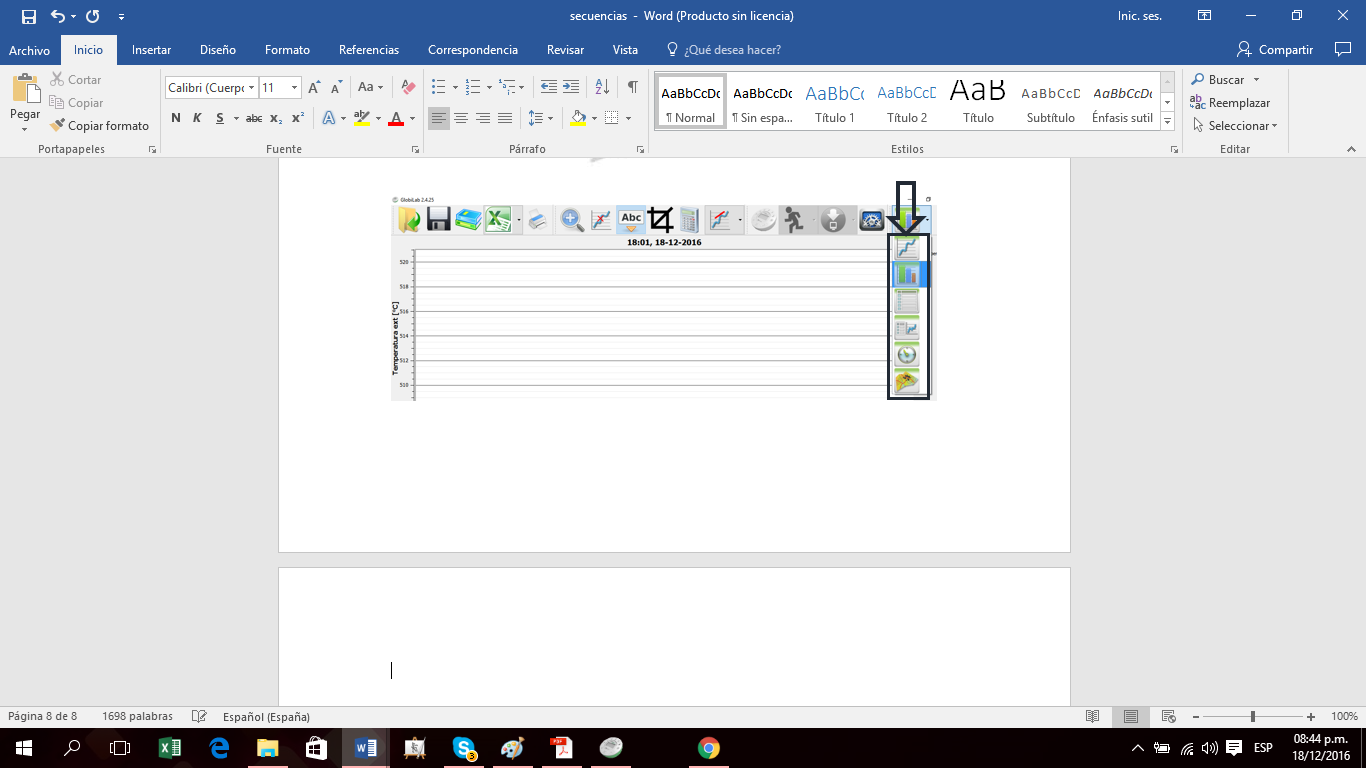 secuencias - Word (Producto sin licencia)
Inic. ses.
Archivo Inicio Insertar Diseño Formato Referencias Correspondencia Revisar Vista ¿Qué desea hacer? Compartir
Pegar
Cortar
Copiar
Copiar formato
Portapapeles
Calibri (Cuerpo 11 Aa
N K S abc x₂ x² A aby A
Fuente
Párrafo
AaBbCcDc AaBbCcDc AaBbCc AaBbCcD AaB AaBbCcD AaBbCcDc
¶ Normal ¶ Sin espa... Título 1 Título 2 Título Subtítulo Énfasis sutil
Estilos
Buscar
Reemplazar
Seleccionar
Editar
GlobiLab 2.4.25
Abc
18:01, 18-12-2016
Temperatura ext [°C]
520
518
516
514
512
510
Página 8 de 8 1698 palabras Español (España) 100%
3
PDF
ESP
08:44 p.m.
18/12/2016